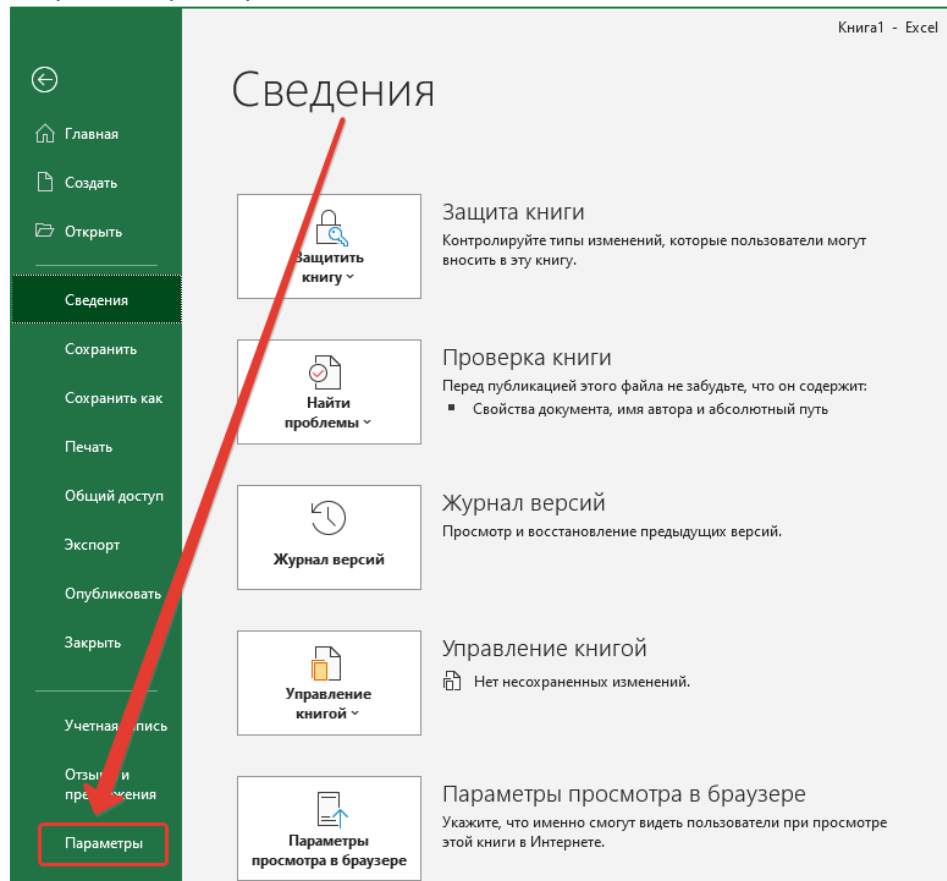 Книга1 - Excel
Сведения
Главная
Создать
Открыть
Сведения
Сохранить
Сохранить как
Печать
Общий доступ
Экспорт
Опубликовать
Закрыть
Учетная
Параметры
Защитить
книгу
Защита книги
Контролируйте типы изменений, которые пользователи могут
вносить в эту книгу.
Найти
проблемы
Проверка книги
Перед публикацией этого файла не забудьте, что он содержит:
▪ Свойства документа, имя автора и абсолютный путь
Журнал версий
Журнал версий
Просмотр и восстановление предыдущих версий.
Управление
книгой
Управление книгой
Нет несохраненных изменений.
Параметры
просмотра в браузере
Параметры просмотра в браузере
Укажите, что именно смогут видеть пользователи при просмотре
этой книги в Интернете.